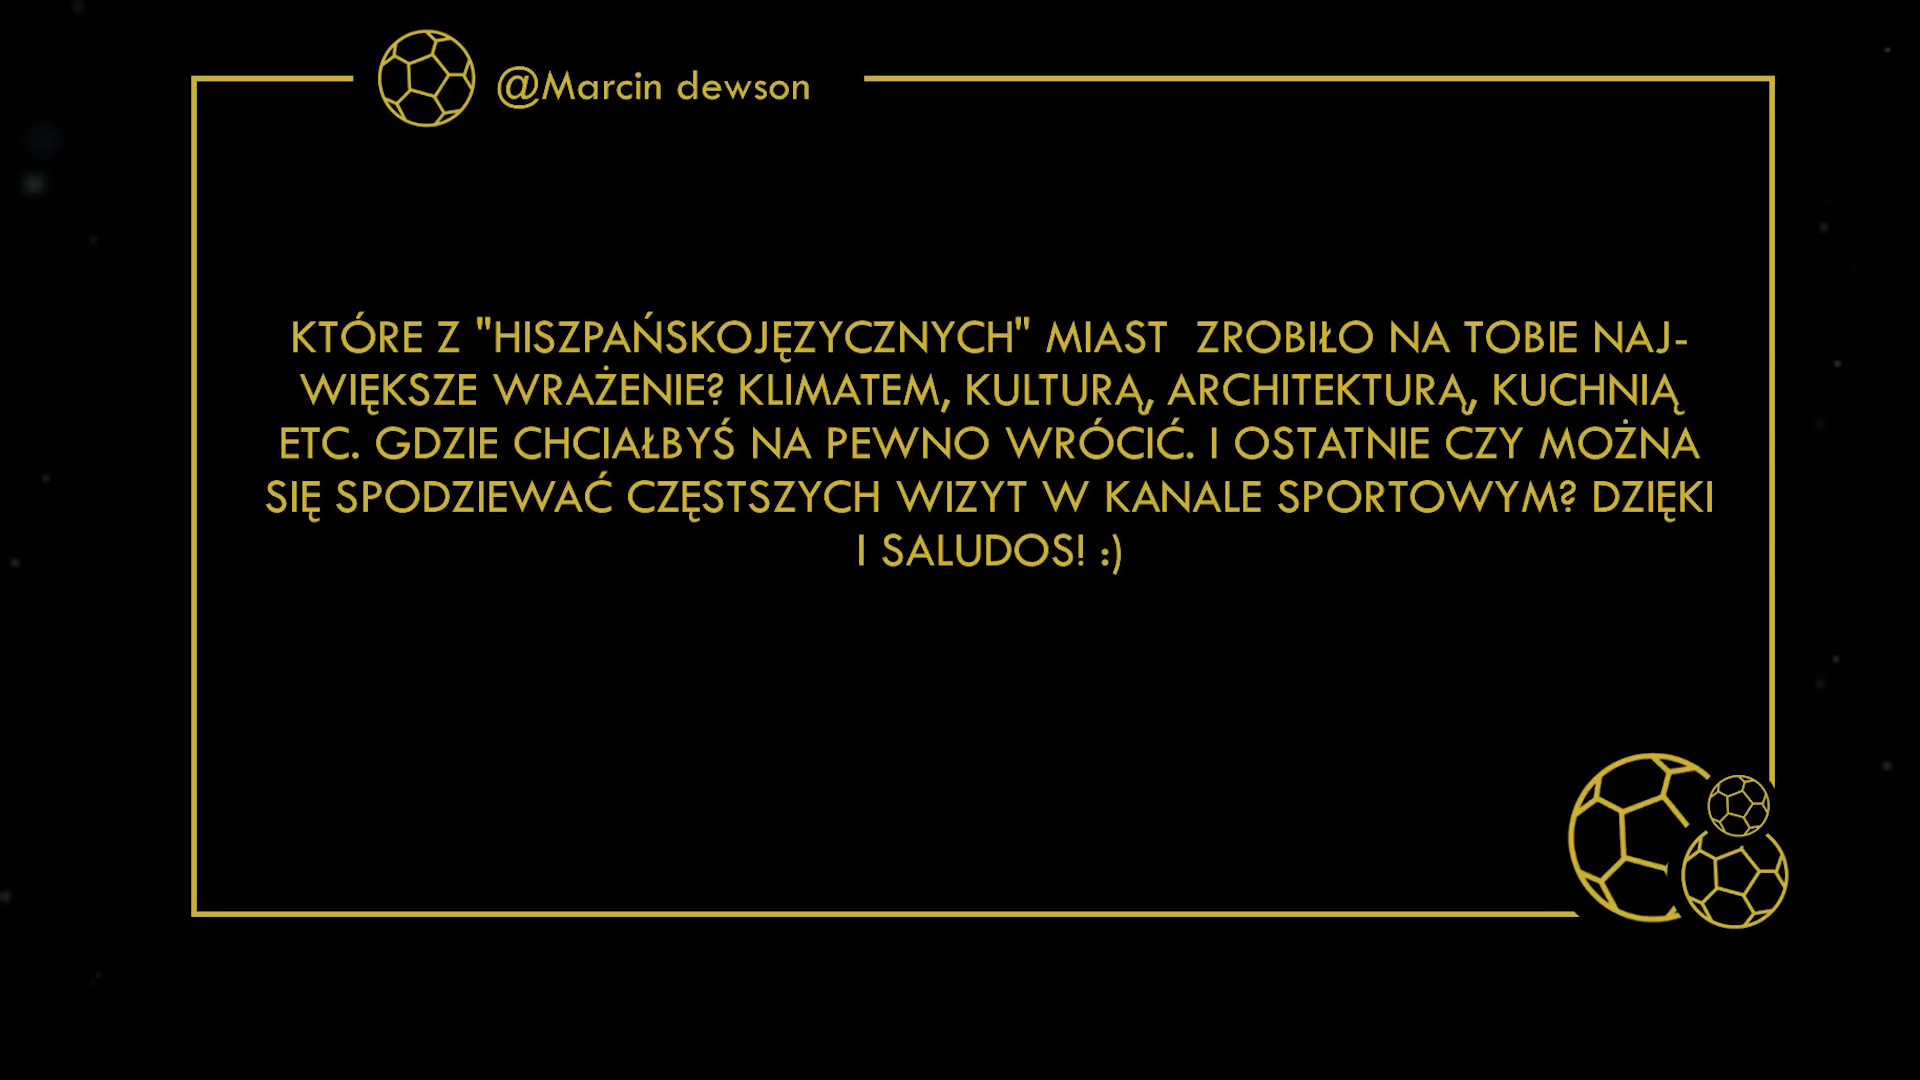 @Marcin dewson
KTÓRE Z "HISZPAŃSKOJĘZYCZNYCH" MIAST ZROBIŁO NA TOBIE NAJ-
WIĘKSZE WRAŻENIE? KLIMATEM, KULTURĄ, ARCHITEKTURĄ, KUCHNIĄ
ETC. GDZIE CHCIAŁBYŚ NA PEWNO WRÓCIĆ. I OSTATNIE CZY MOŻNA
SIĘ SPODZIEWAĆ CZĘSTSZYCH WIZYT W KANALE SPORTOWYM? DZIĘKI
I SALUDOS! :)